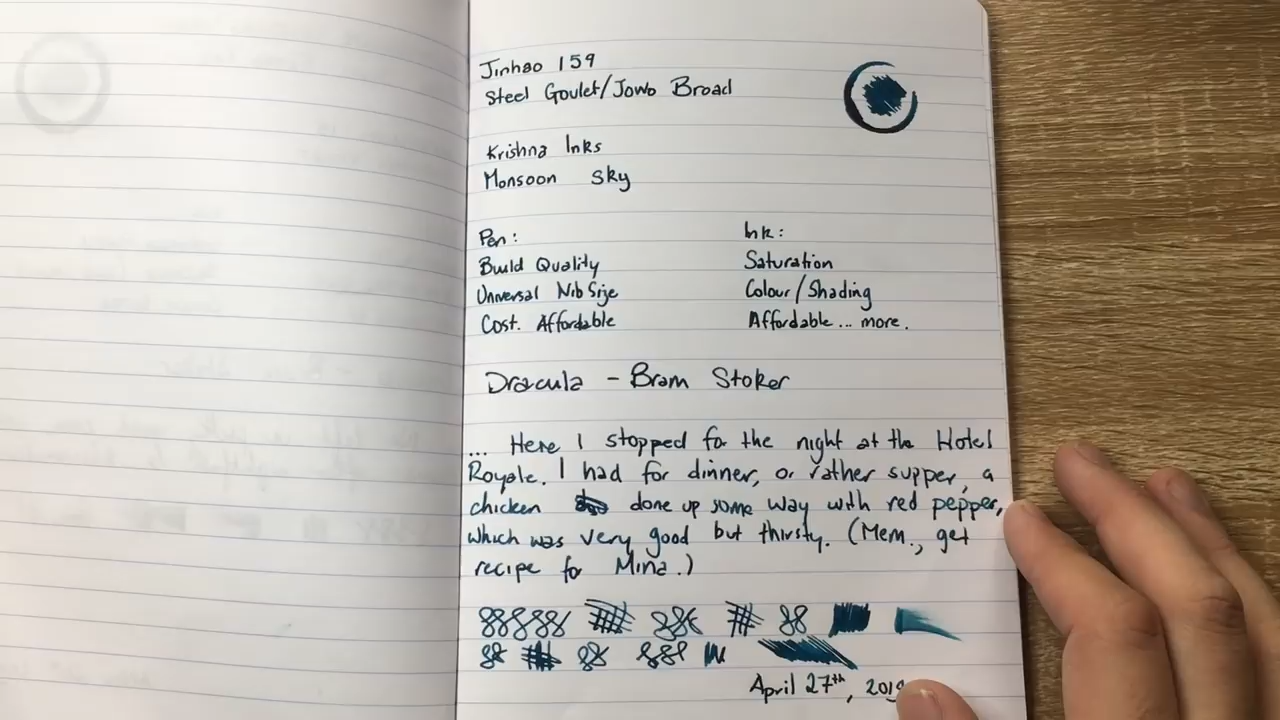 Jinhao 159
Steel Goulet/Jowo Broad
Krishna Inks
Monsoon Sky
Pen:
Build Quality
Universal Nib Size
Cost. Affordable
Ink:
Saturation
Colour/Shading
Affordable... more.
Dracula - Bram Stoker
... Here I stopped for the night at the Hotel
Royale. I had for dinner, or rather supper, a
chicken done up some way with red pepper,
which was very good but thirsty. (Mem., get
recipe for Mina.)
April 27th, 2019